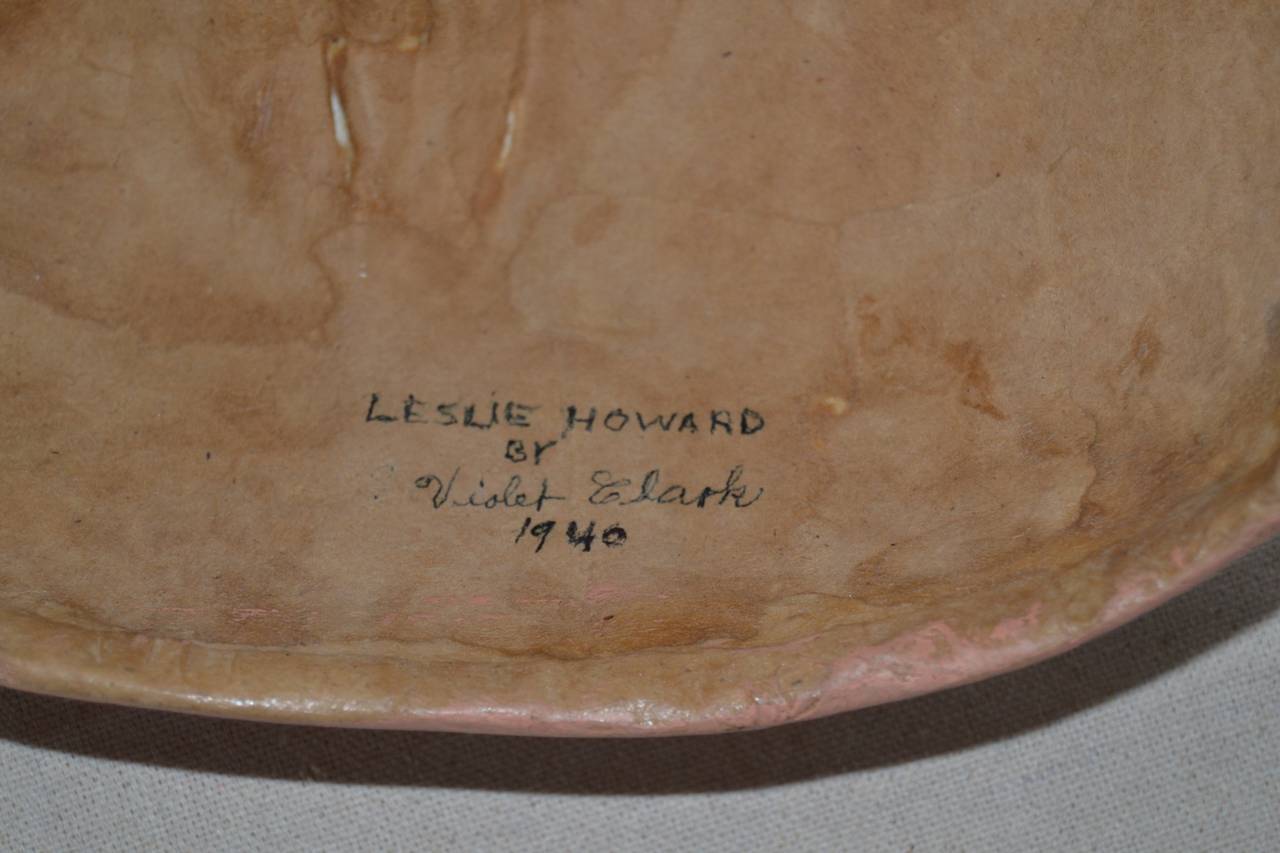 LESLIE HOWARD
BY
Violet Clark
1940